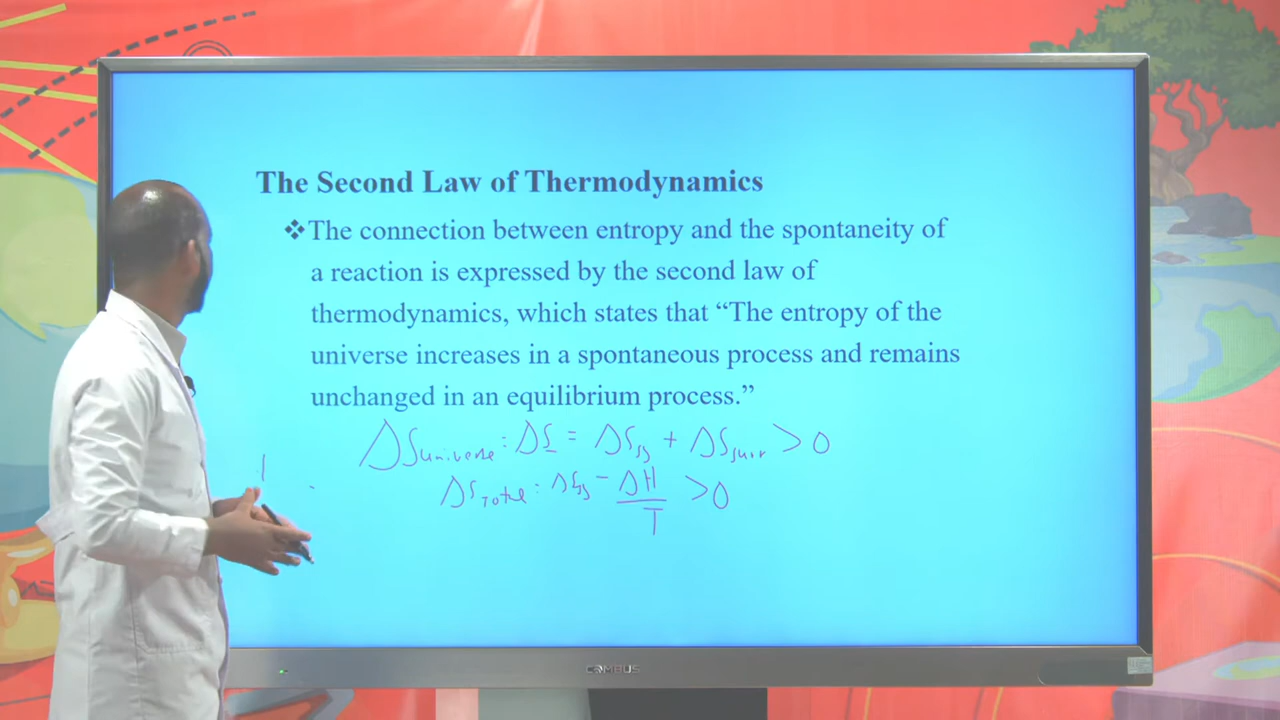 The Second Law of Thermodynamics
❖The connection between entropy and the spontaneity of
a reaction is expressed by the second law of
thermodynamics, which states that “The entropy of the
universe increases in a spontaneous process and remains
unchanged in an equilibrium process.”
ΔSuniverse : ΔS = ΔSsys + ΔSsurr > 0
ΔSTotal : ΔSsys - ΔH/T > 0
COMBUS